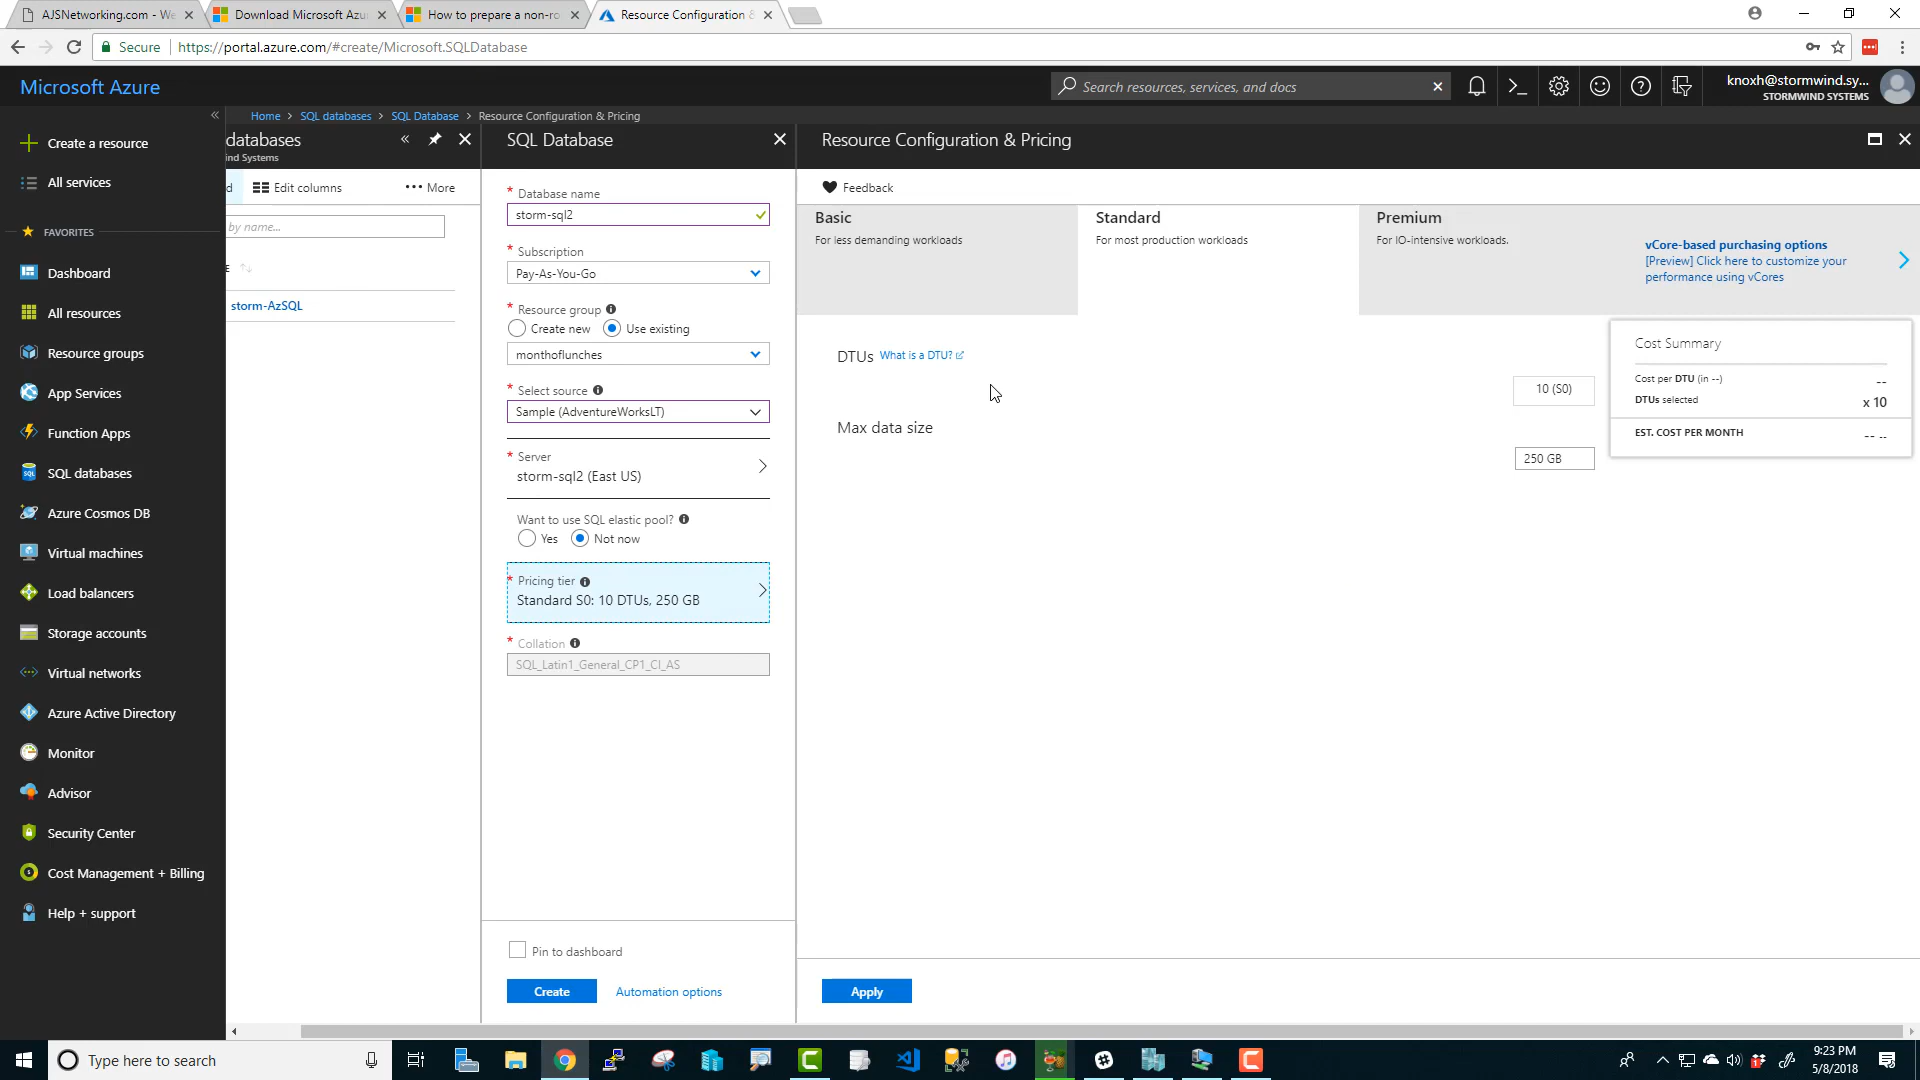 AJSNetworking.com - We
Download Microsoft Azu
How to prepare a non-ro
Resource Configuration &
Secure
https://portal.azure.com/#create/Microsoft.SQLDatabase
Microsoft Azure
Search resources, services, and docs
knoxh@stormwind.sy...
STORMWIND SYSTEMS
Home > SQL databases > SQL Database > Resource Configuration & Pricing
Create a resource
All services
FAVORITES
Dashboard
All resources
Resource groups
App Services
Function Apps
SQL databases
Azure Cosmos DB
Virtual machines
Load balancers
Storage accounts
Virtual networks
Azure Active Directory
Monitor
Advisor
Security Center
Cost Management + Billing
Help + support
databases
ind Systems
d
Edit columns
••• More
by name...
E
storm-AzSQL
SQL Database
* Database name
storm-sql2
* Subscription
Pay-As-You-Go
* Resource group
Create new
Use existing
monthoflunches
* Select source
Sample (AdventureWorksLT)
* Server
storm-sql2 (East US)
Want to use SQL elastic pool?
Yes
Not now
* Pricing tier
Standard S0: 10 DTUs, 250 GB
* Collation
SQL_Latin1_General_CP1_CI_AS
Pin to dashboard
Create
Automation options
Resource Configuration & Pricing
Feedback
Basic
For less demanding workloads
Standard
For most production workloads
Premium
For IO-intensive workloads.
vCore-based purchasing options
[Preview] Click here to customize your
performance using vCores
DTUs What is a DTU?
10 (S0)
Max data size
250 GB
Cost Summary
Cost per DTU (in --)
--
DTUs selected
x 10
EST. COST PER MONTH
-- --
Apply
Type here to search
9:23 PM
5/8/2018